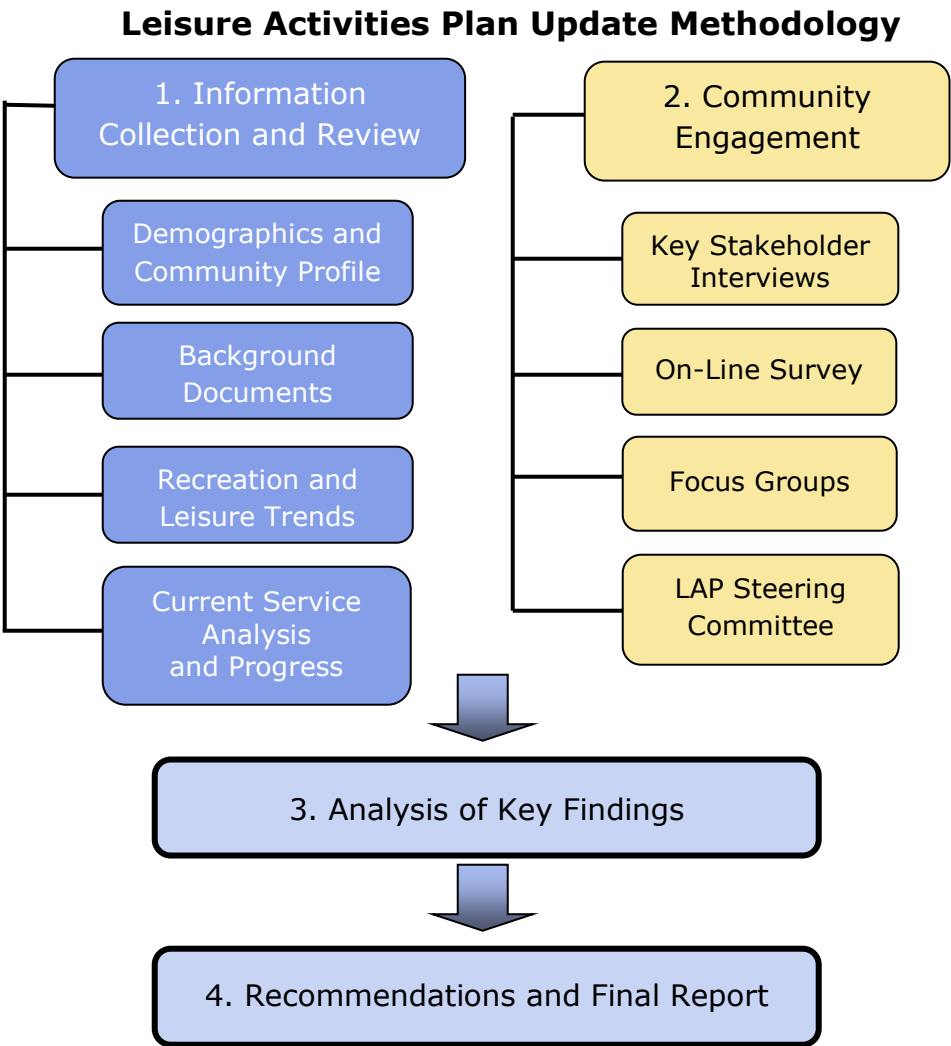 Leisure Activities Plan Update Methodology
1. Information
Collection and Review
Demographics and
Community Profile
Background
Documents
Recreation and
Leisure Trends
Current Service
Analysis
and Progress
2. Community
Engagement
Key Stakeholder
Interviews
On-Line Survey
Focus Groups
LAP Steering
Committee
3. Analysis of Key Findings
4. Recommendations and Final Report